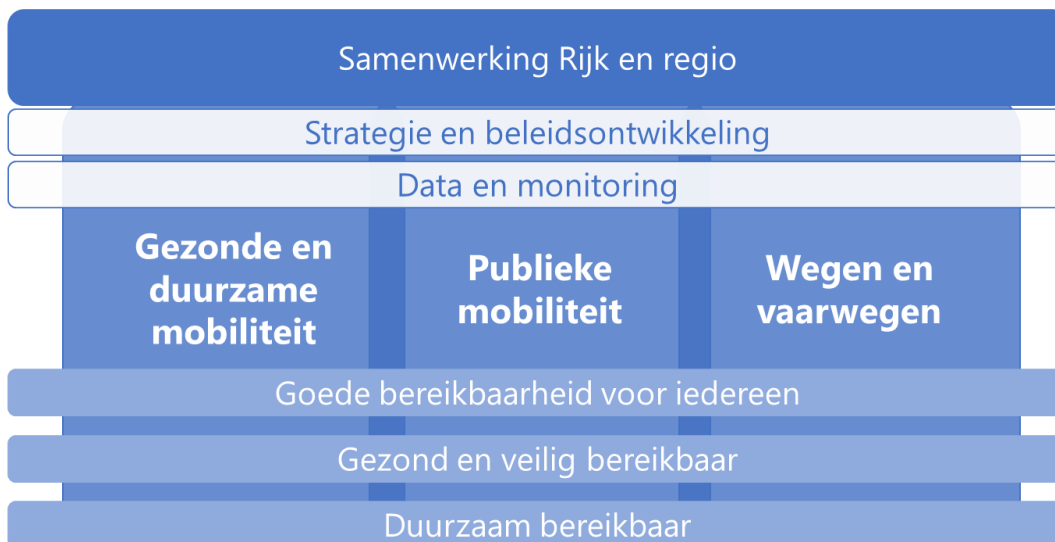 Samenwerking Rijk en regio
Strategie en beleidsontwikkeling
Data en monitoring
Gezonde en
duurzame
mobiliteit
Publieke
mobiliteit
Wegen en
vaarwegen
Goede bereikbaarheid voor iedereen
Gezond en veilig bereikbaar
Duurzaam bereikbaar